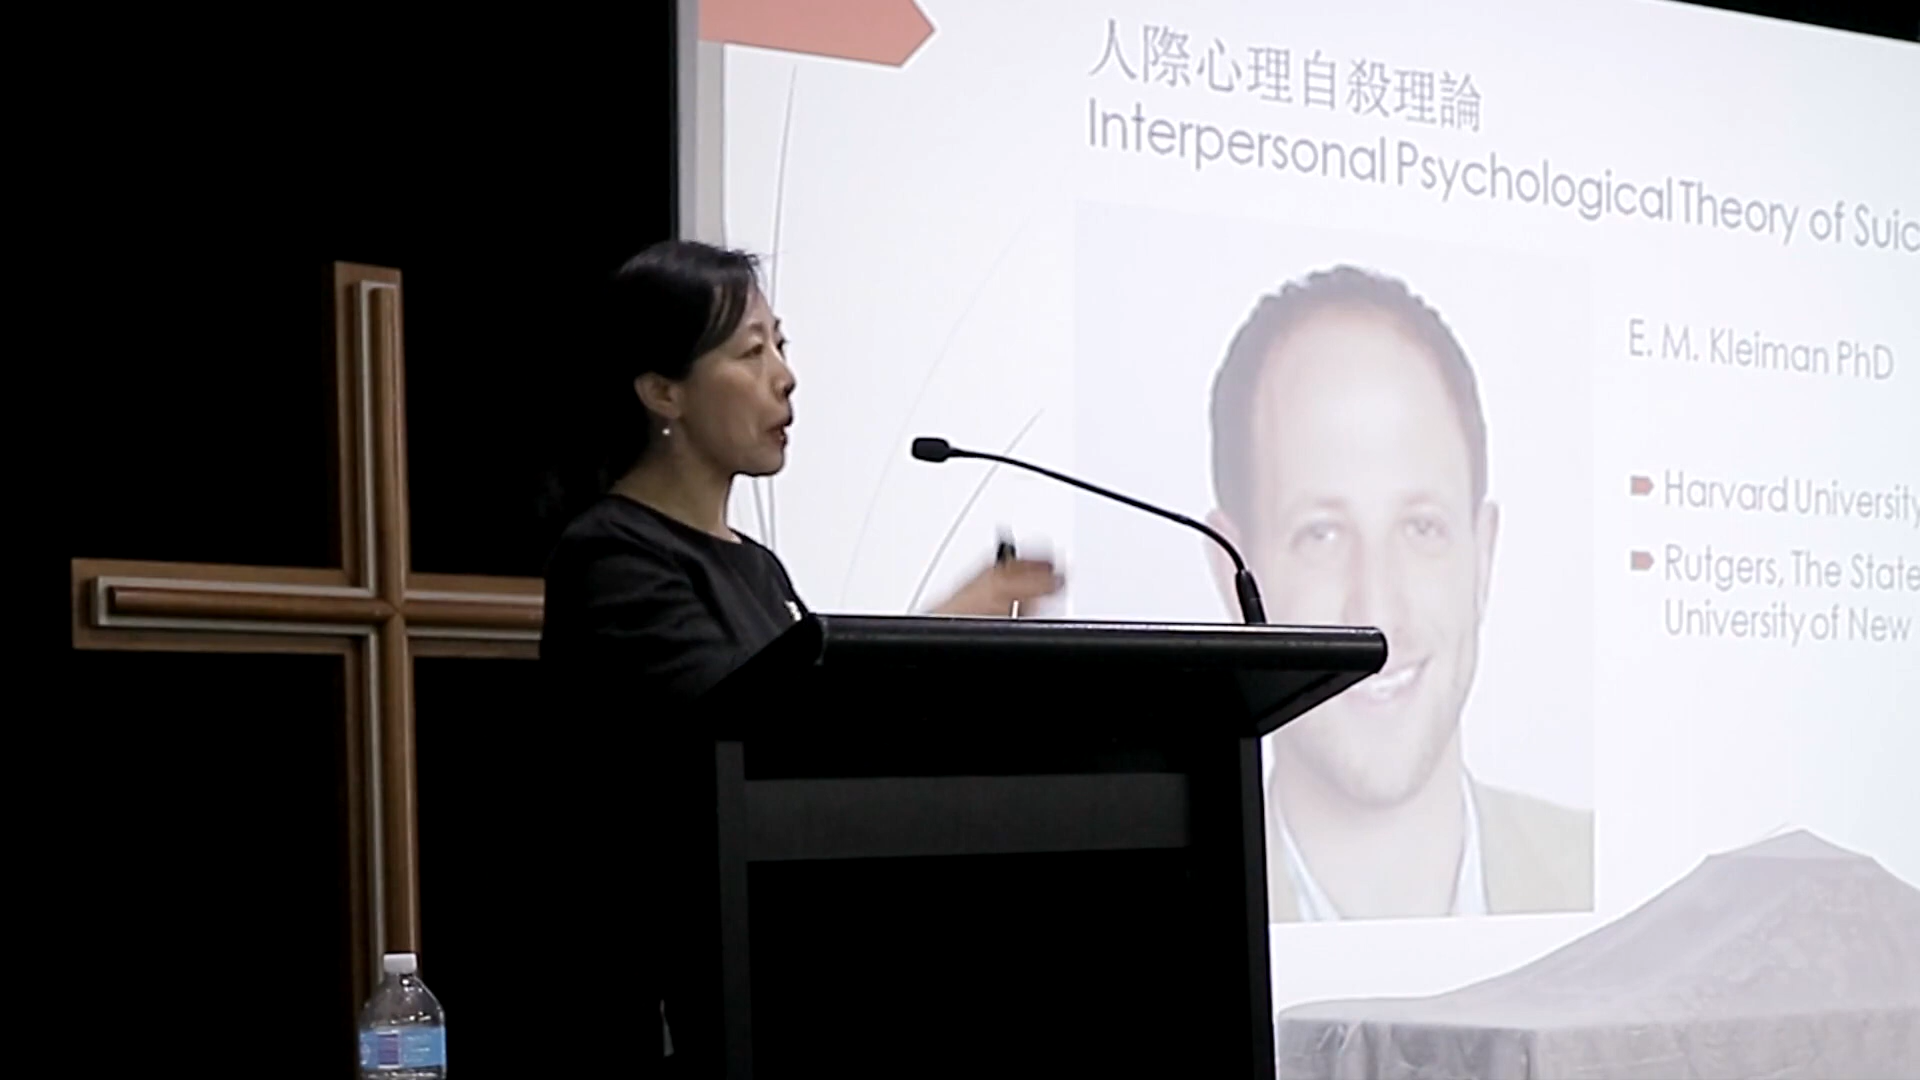 人際心理自殺理論
Interpersonal Psychological Theory of Suic
E. M. Kleiman PhD
Harvard University
Rutgers, The State
University of New